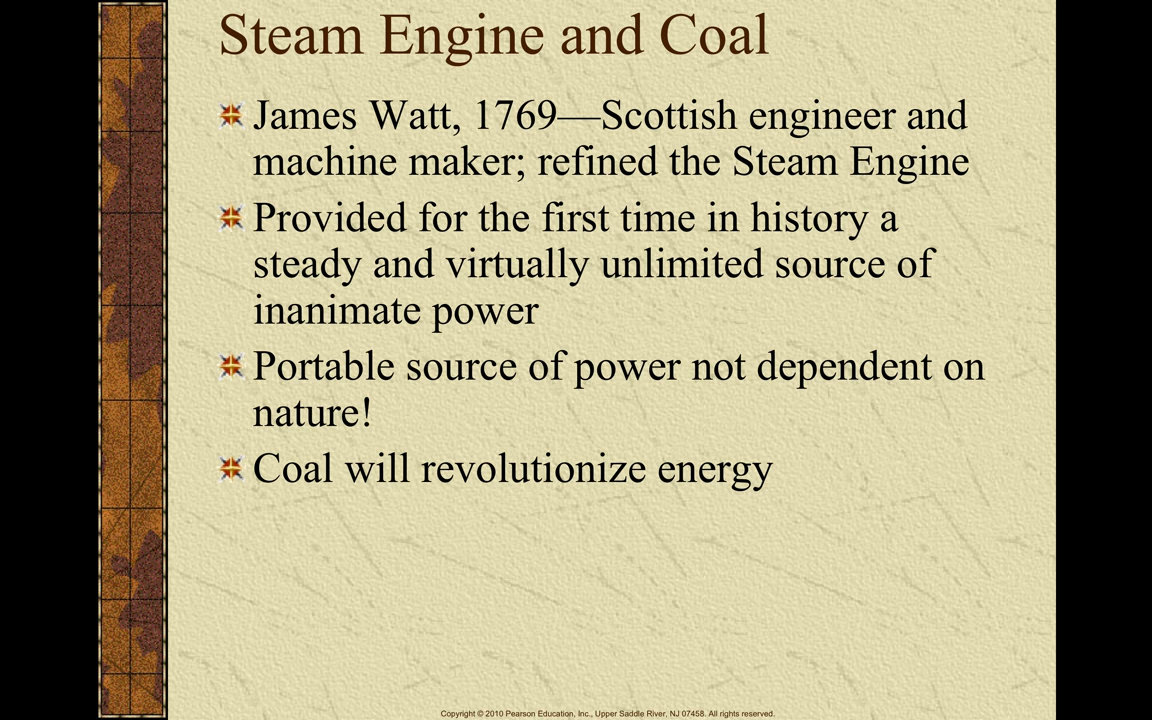 Steam Engine and Coal
James Watt, 1769—Scottish engineer and
machine maker; refined the Steam Engine
Provided for the first time in history a
steady and virtually unlimited source of
inanimate power
Portable source of power not dependent on
nature!
Coal will revolutionize energy
Copyright © 2010 Pearson Education, Inc., Upper Saddle River, NJ 07458. All rights reserved.